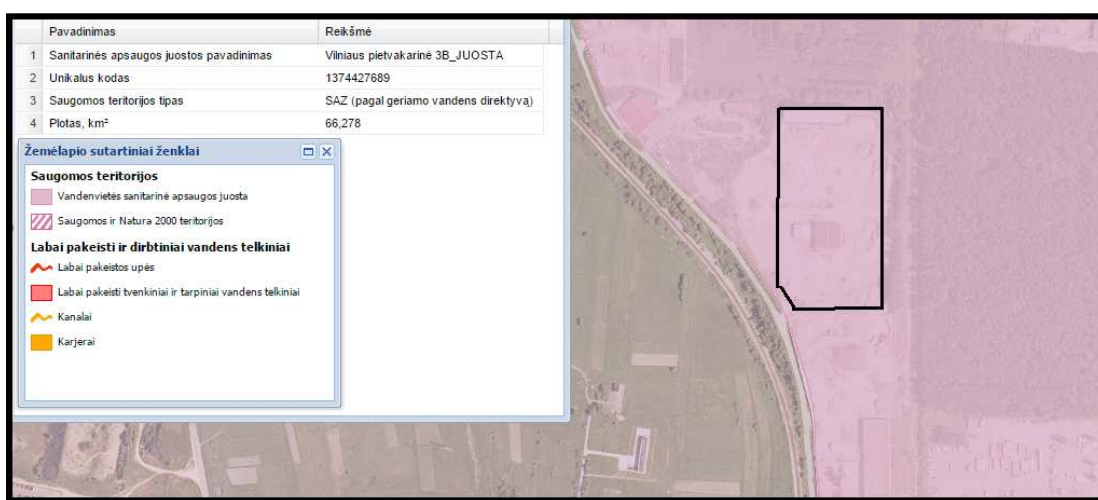 Pavadinimas Reikšmė
1 Sanitarinės apsaugos juostos pavadinimas Vilniaus pietvakarinė 3B_JUOSTA
2 Unikalus kodas 1374427689
3 Saugomos teritorijos tipas SAZ (pagal geriamo vandens direktyvą)
4 Plotas, km² 66,278
Žemėlapio sutartiniai ženklai
Saugomos teritorijos
Vandenvietės sanitarinė apsaugos juosta
Saugomos ir Natura 2000 teritorijos
Labai pakeisti ir dirbtiniai vandens telkiniai
Labai pakeistos upės
Labai pakeisti tvenkiniai ir tarpiniai vandens telkiniai
Kanalai
Karjerai